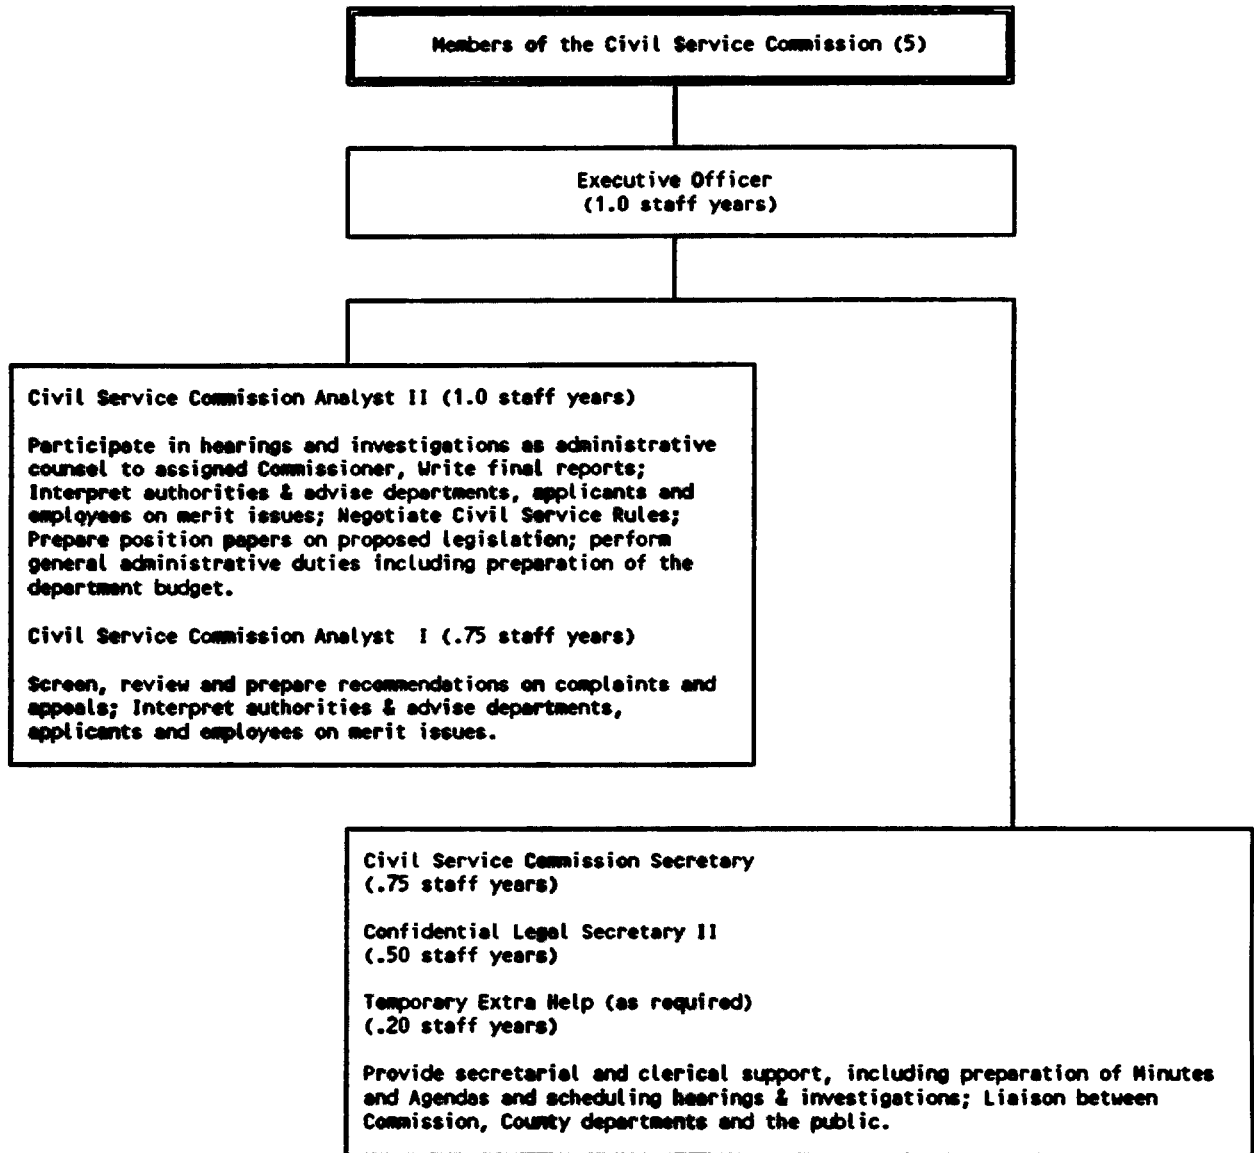 Members of the Civil Service Commission (5)
Executive Officer
(1.0 staff years)
Civil Service Commission Analyst II (1.0 staff years)
Participate in hearings and investigations as administrative
counsel to assigned Commissioner, Write final reports;
Interpret authorities & advise departments, applicants and
employees on merit issues; Negotiate Civil Service Rules;
Prepare position papers on proposed legislation; perform
general administrative duties including preparation of the
department budget.
Civil Service Commission Analyst I (.75 staff years)
Screen, review and prepare recommendations on complaints and
appeals; Interpret authorities & advise departments,
applicants and employees on merit issues.
Civil Service Commission Secretary
(.75 staff years)
Confidential Legal Secretary II
(.50 staff years)
Temporary Extra Help (as required)
(.20 staff years)
Provide secretarial and clerical support, including preparation of Minutes
and Agendas and scheduling hearings & investigations; Liaison between
Commission, County departments and the public.